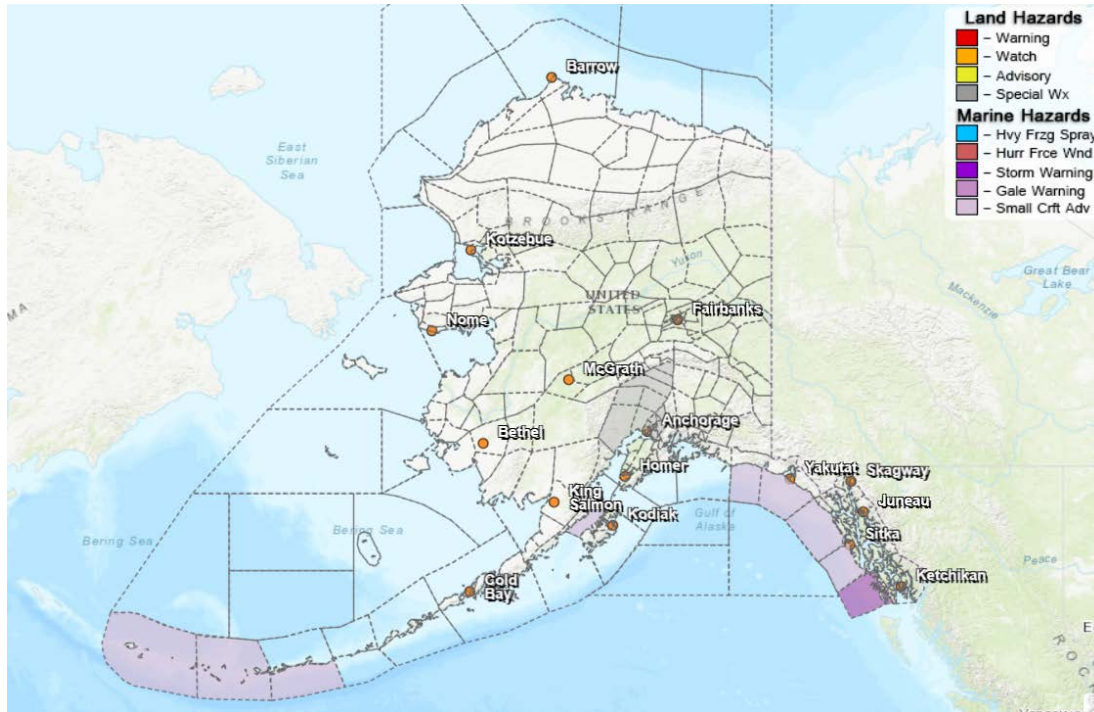 Land Hazards
– Warning
– Watch
– Advisory
– Special Wx
Marine Hazards
– Hvy Frzg Spray
– Hurr Frce Wnd
– Storm Warning
– Gale Warning
– Small Crft Adv
Barrow
East
Siberian
Sea
BROOKS RANGE
Kotzebue
Yukon
Great Bear
Lake
Mackenzie
MA
UNITED
STATES
Fairbanks
Nome
McGrath
Anchorage
Bethel
Homer
Yakutat
Skagway
King
Salmon
Kodiak
Gulf of
Alaska
Juneau
Bering Sea
Bering Sea
Sitka
Peace
Cold
Bay
Ketchikan
E
ROC